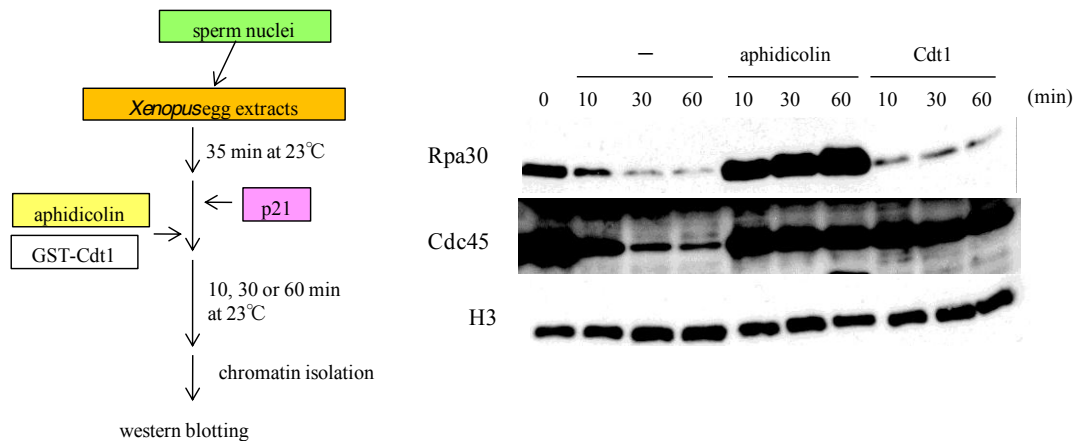 sperm nuclei
Xenopus egg extracts
35 min at 23℃
aphidicolin
p21
GST-Cdt1
10, 30 or 60 min
at 23℃
chromatin isolation
western blotting
— aphidicolin Cdt1
0 10 30 60 10 30 60 10 30 60 (min)
Rpa30
Cdc45
H3